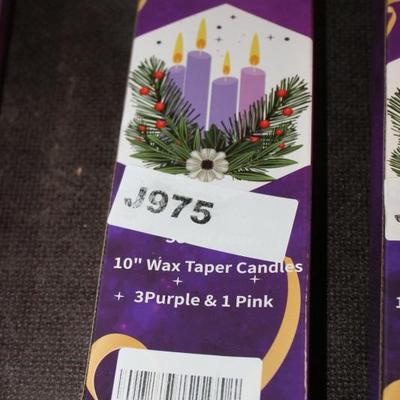 J975
10" Wax Taper Candles
3Purple & 1 Pink